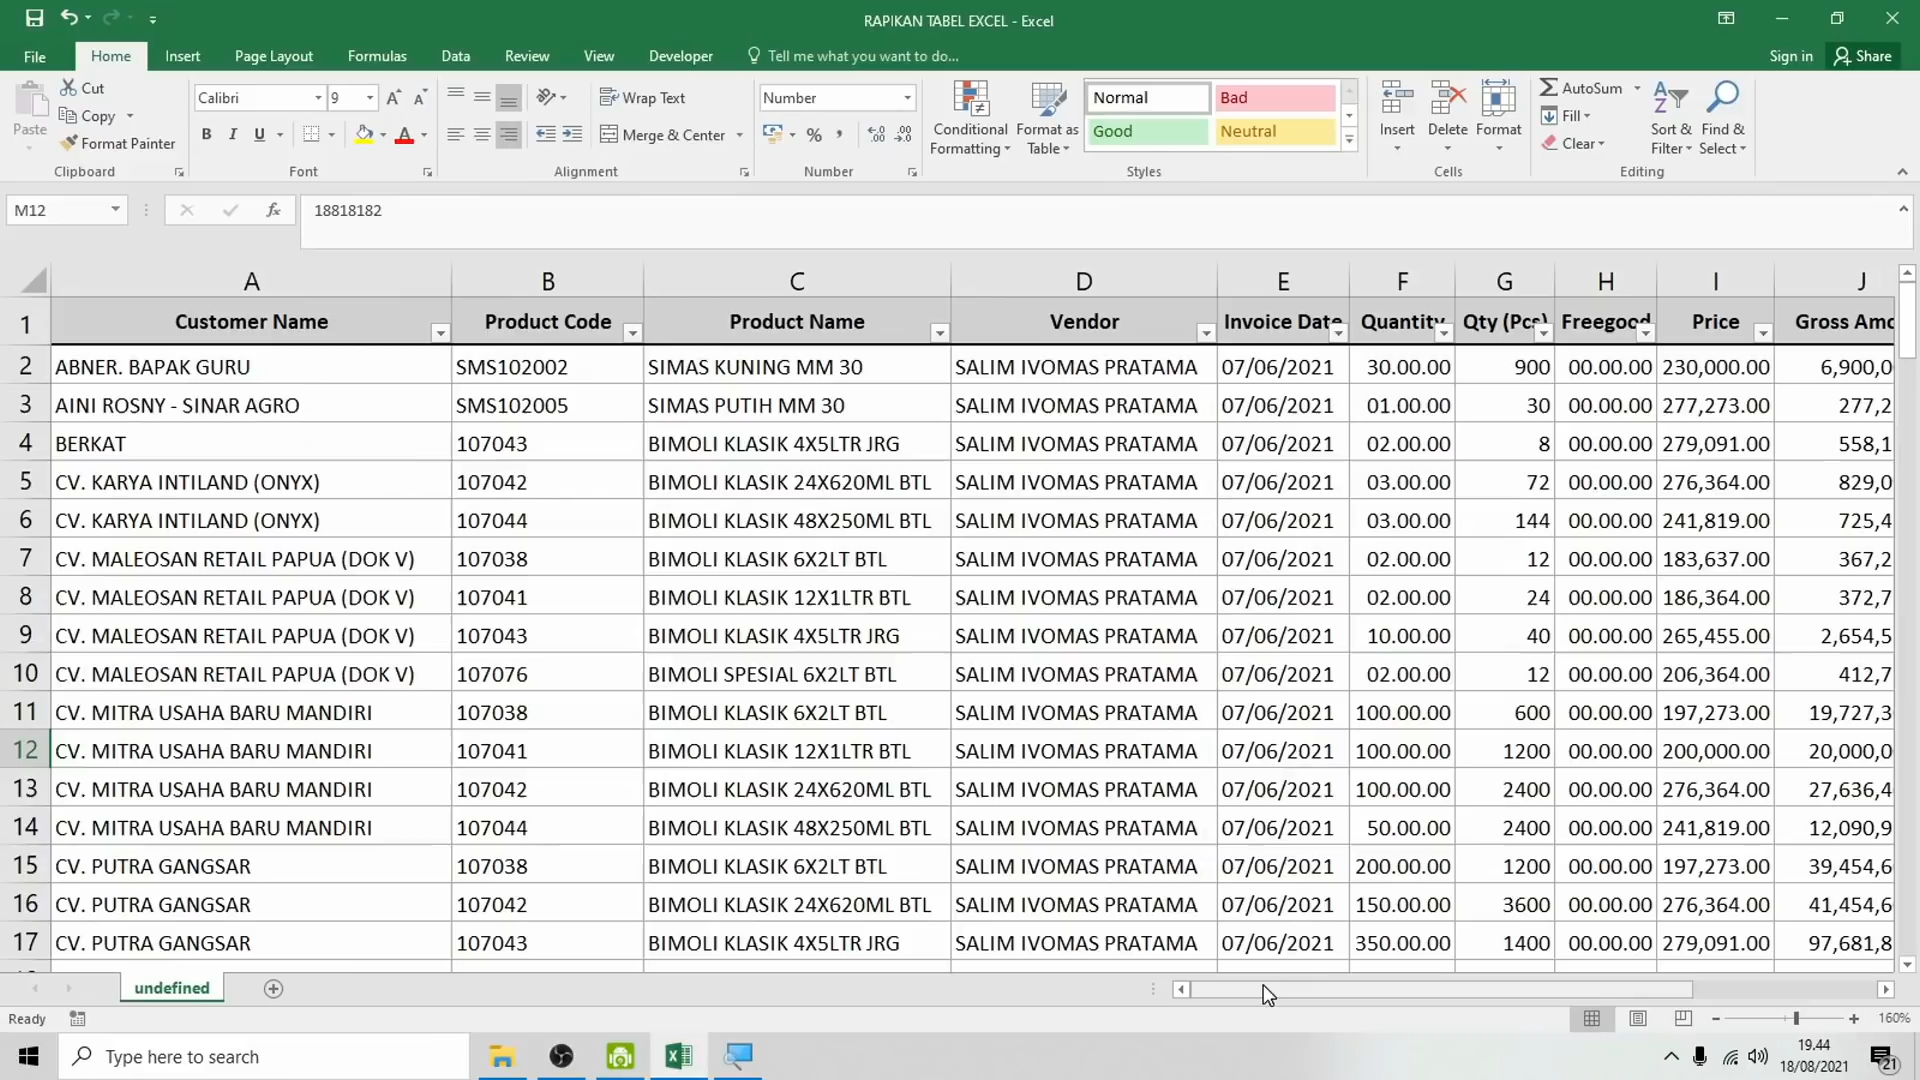 RAPIKAN TABEL EXCEL - Excel
File Home Insert Page Layout Formulas Data Review View Developer Tell me what you want to do... Sign in Share
Paste Cut Copy Format Painter Clipboard
Calibri 9 A A B I U A Font
Wrap Text Merge & Center Alignment
Number % , .00 Number
Conditional Formatting Format as Table Normal Bad Good Neutral Styles
Insert Delete Format Cells
AutoSum Fill Clear Sort & Filter Find & Select Editing
M12 fx 18818182
A B C D E F G H I J
1 Customer Name Product Code Product Name Vendor Invoice Date Quantity Qty (Pcs) Freegood Price Gross Amo
2 ABNER. BAPAK GURU SMS102002 SIMAS KUNING MM 30 SALIM IVOMAS PRATAMA 07/06/2021 30.00.00 900 00.00.00 230,000.00 6,900,0
3 AINI ROSNY - SINAR AGRO SMS102005 SIMAS PUTIH MM 30 SALIM IVOMAS PRATAMA 07/06/2021 01.00.00 30 00.00.00 277,273.00 277,2
4 BERKAT 107043 BIMOLI KLASIK 4X5LTR JRG SALIM IVOMAS PRATAMA 07/06/2021 02.00.00 8 00.00.00 279,091.00 558,1
5 CV. KARYA INTILAND (ONYX) 107042 BIMOLI KLASIK 24X620ML BTL SALIM IVOMAS PRATAMA 07/06/2021 03.00.00 72 00.00.00 276,364.00 829,0
6 CV. KARYA INTILAND (ONYX) 107044 BIMOLI KLASIK 48X250ML BTL SALIM IVOMAS PRATAMA 07/06/2021 03.00.00 144 00.00.00 241,819.00 725,4
7 CV. MALEOSAN RETAIL PAPUA (DOK V) 107038 BIMOLI KLASIK 6X2LT BTL SALIM IVOMAS PRATAMA 07/06/2021 02.00.00 12 00.00.00 183,637.00 367,2
8 CV. MALEOSAN RETAIL PAPUA (DOK V) 107041 BIMOLI KLASIK 12X1LTR BTL SALIM IVOMAS PRATAMA 07/06/2021 02.00.00 24 00.00.00 186,364.00 372,7
9 CV. MALEOSAN RETAIL PAPUA (DOK V) 107043 BIMOLI KLASIK 4X5LTR JRG SALIM IVOMAS PRATAMA 07/06/2021 10.00.00 40 00.00.00 265,455.00 2,654,5
10 CV. MALEOSAN RETAIL PAPUA (DOK V) 107076 BIMOLI SPESIAL 6X2LT BTL SALIM IVOMAS PRATAMA 07/06/2021 02.00.00 12 00.00.00 206,364.00 412,7
11 CV. MITRA USAHA BARU MANDIRI 107038 BIMOLI KLASIK 6X2LT BTL SALIM IVOMAS PRATAMA 07/06/2021 100.00.00 600 00.00.00 197,273.00 19,727,3
12 CV. MITRA USAHA BARU MANDIRI 107041 BIMOLI KLASIK 12X1LTR BTL SALIM IVOMAS PRATAMA 07/06/2021 100.00.00 1200 00.00.00 200,000.00 20,000,0
13 CV. MITRA USAHA BARU MANDIRI 107042 BIMOLI KLASIK 24X620ML BTL SALIM IVOMAS PRATAMA 07/06/2021 100.00.00 2400 00.00.00 276,364.00 27,636,4
14 CV. MITRA USAHA BARU MANDIRI 107044 BIMOLI KLASIK 48X250ML BTL SALIM IVOMAS PRATAMA 07/06/2021 50.00.00 2400 00.00.00 241,819.00 12,090,9
15 CV. PUTRA GANGSAR 107038 BIMOLI KLASIK 6X2LT BTL SALIM IVOMAS PRATAMA 07/06/2021 200.00.00 1200 00.00.00 197,273.00 39,454,6
16 CV. PUTRA GANGSAR 107042 BIMOLI KLASIK 24X620ML BTL SALIM IVOMAS PRATAMA 07/06/2021 150.00.00 3600 00.00.00 276,364.00 41,454,6
17 CV. PUTRA GANGSAR 107043 BIMOLI KLASIK 4X5LTR JRG SALIM IVOMAS PRATAMA 07/06/2021 350.00.00 1400 00.00.00 279,091.00 97,681,8
undefined
Ready 160%
Type here to search 19.44
18/08/2021 21